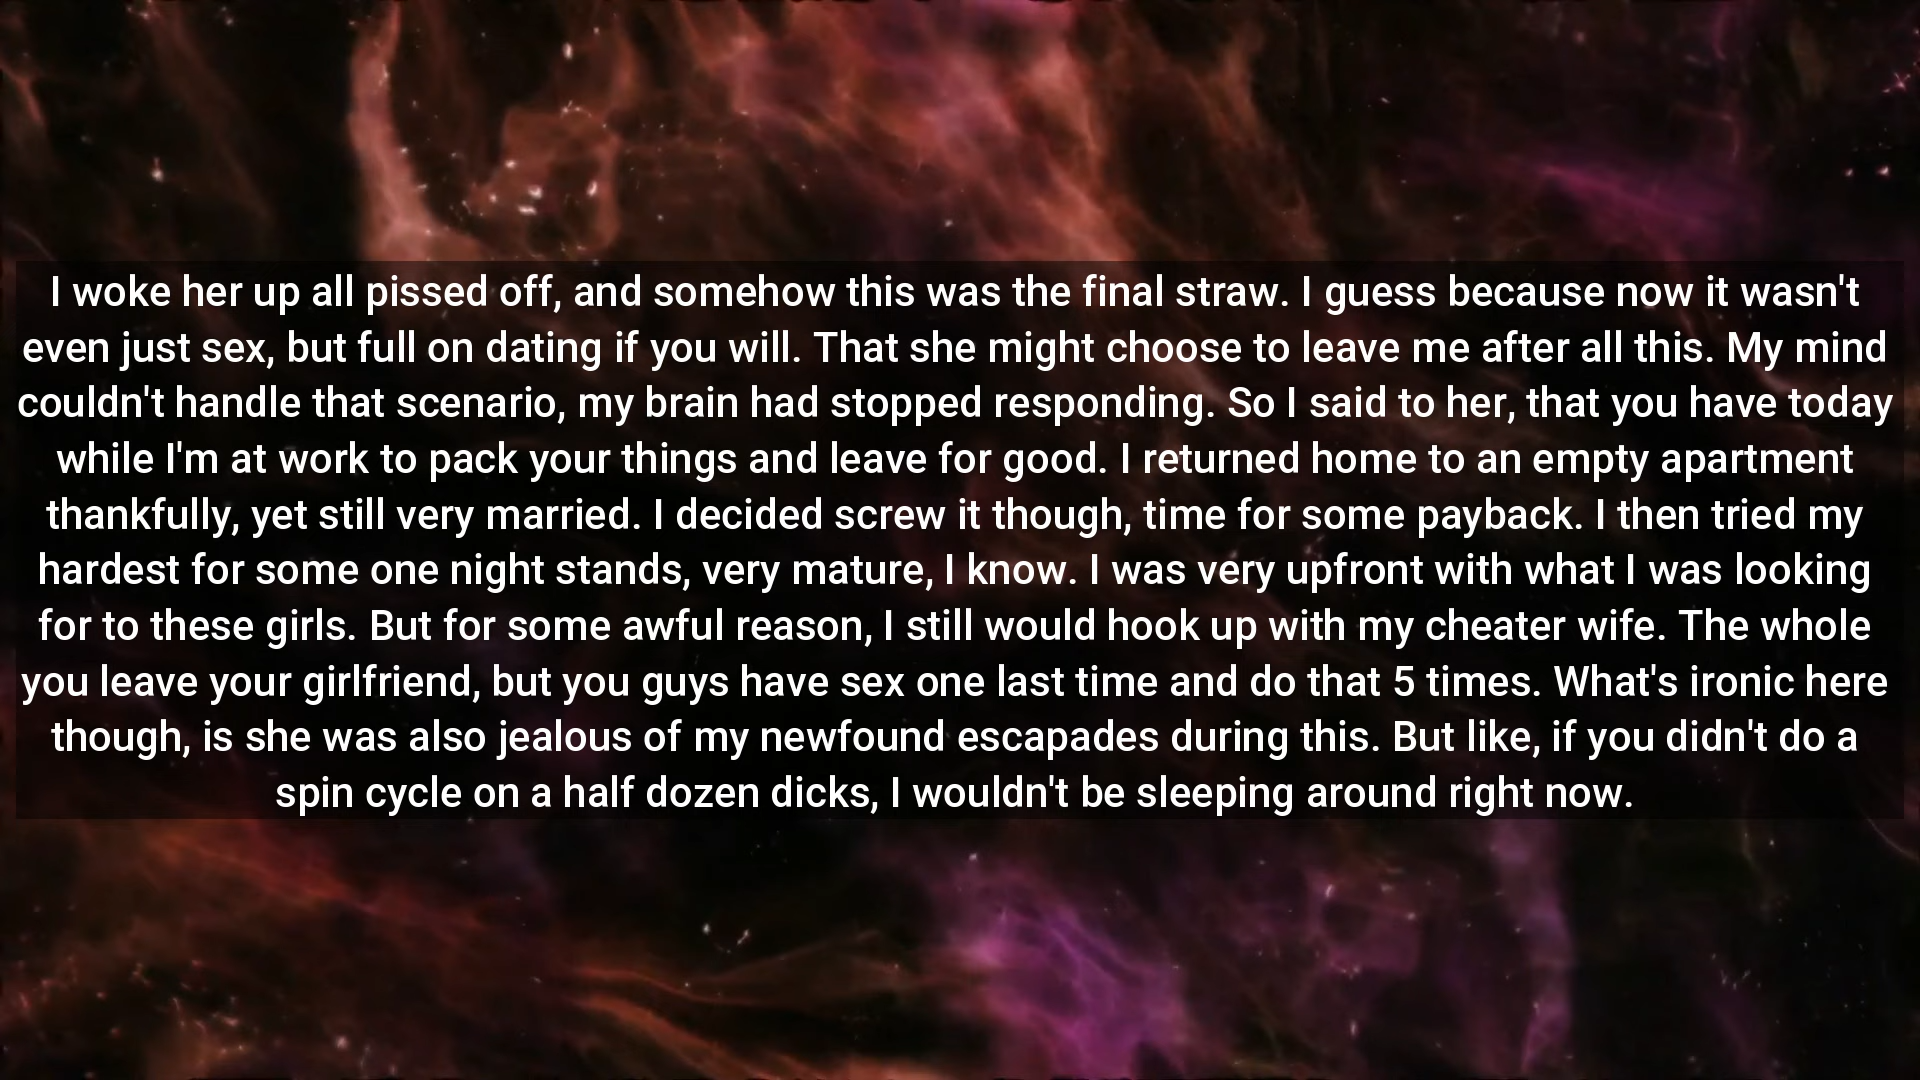 I woke her up all pissed off, and somehow this was the final straw. I guess because now it wasn't
even just sex, but full on dating if you will. That she might choose to leave me after all this. My mind
couldn't handle that scenario, my brain had stopped responding. So I said to her, that you have today
while I'm at work to pack your things and leave for good. I returned home to an empty apartment
thankfully, yet still very married. I decided screw it though, time for some payback. I then tried my
hardest for some one night stands, very mature, I know. I was very upfront with what I was looking
for to these girls. But for some awful reason, I still would hook up with my cheater wife. The whole
you leave your girlfriend, but you guys have sex one last time and do that 5 times. What's ironic here
though, is she was also jealous of my newfound escapades during this. But like, if you didn't do a
spin cycle on a half dozen dicks, I wouldn't be sleeping around right now.